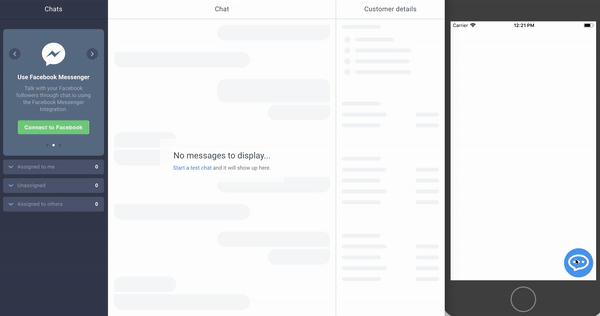 Chats
Chat
Customer details
Carrier
12:21 PM
Use Facebook Messenger
Talk with your Facebook
followers through chat.io using
the Facebook Messenger
Integration.
Connect to Facebook
No messages to display...
Start a test chat and it will show up here.
Assigned to me 0
Unassigned 0
Assigned to others 0